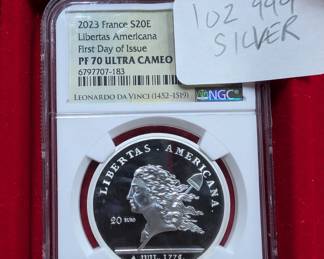 1oz .999
SILVER
2023 France S20E
Libertas Americana
First Day of Issue
PF 70 ULTRA CAMEO
6797707-183
LEONARDO DA VINCI (1452-1519)
NGC
LIBERTAS . AMERICANA.
20 EURO
4 JUIL. 1776.